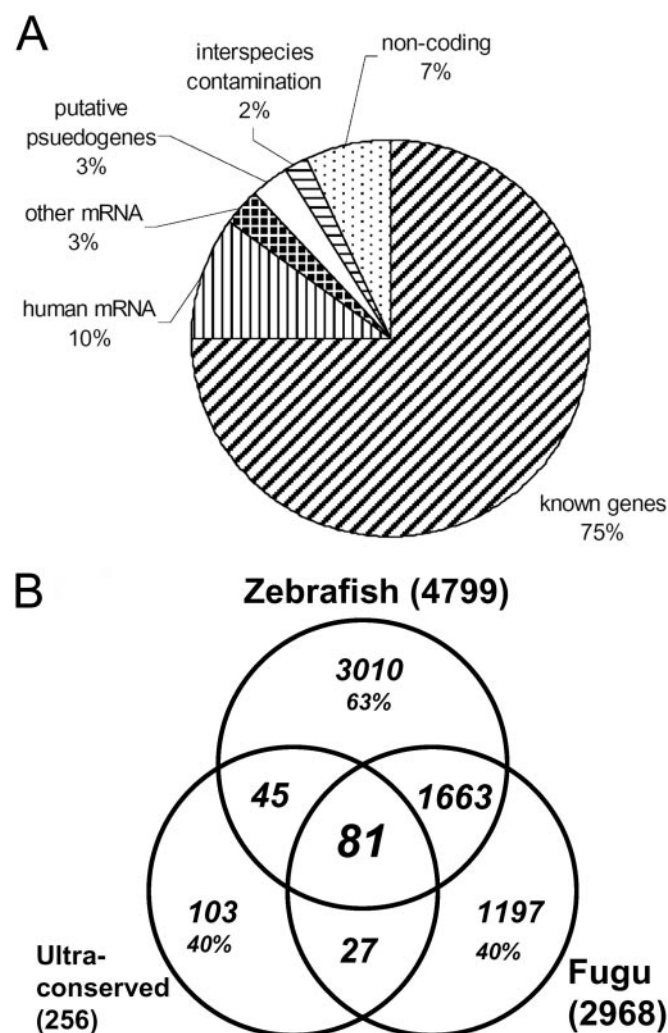 A
interspecies
contamination
2%
non-coding
7%
putative
psuedogenes
3%
other mRNA
3%
human mRNA
10%
known genes
75%
B
Zebrafish (4799)
3010
63%
45
1663
81
103
40%
1197
40%
27
Ultra-
conserved
(256)
Fugu
(2968)